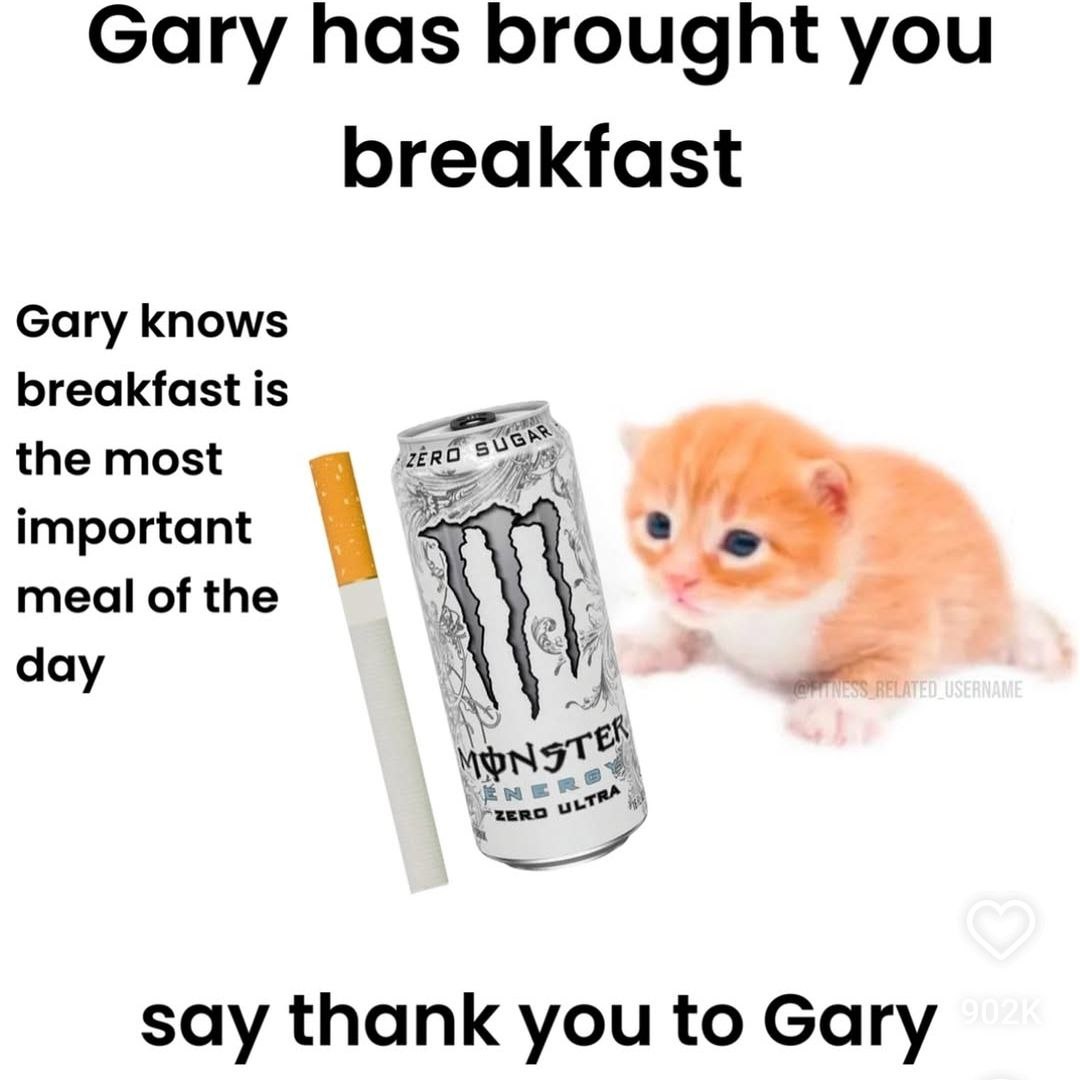 Gary has brought you
breakfast
Gary knows
breakfast is
the most
important
meal of the
day
ZERO SUGAR
MONSTER
ENERGY
ZERO ULTRA
@FITNESS_RELATED_USERNAME
902K
say thank you to Gary